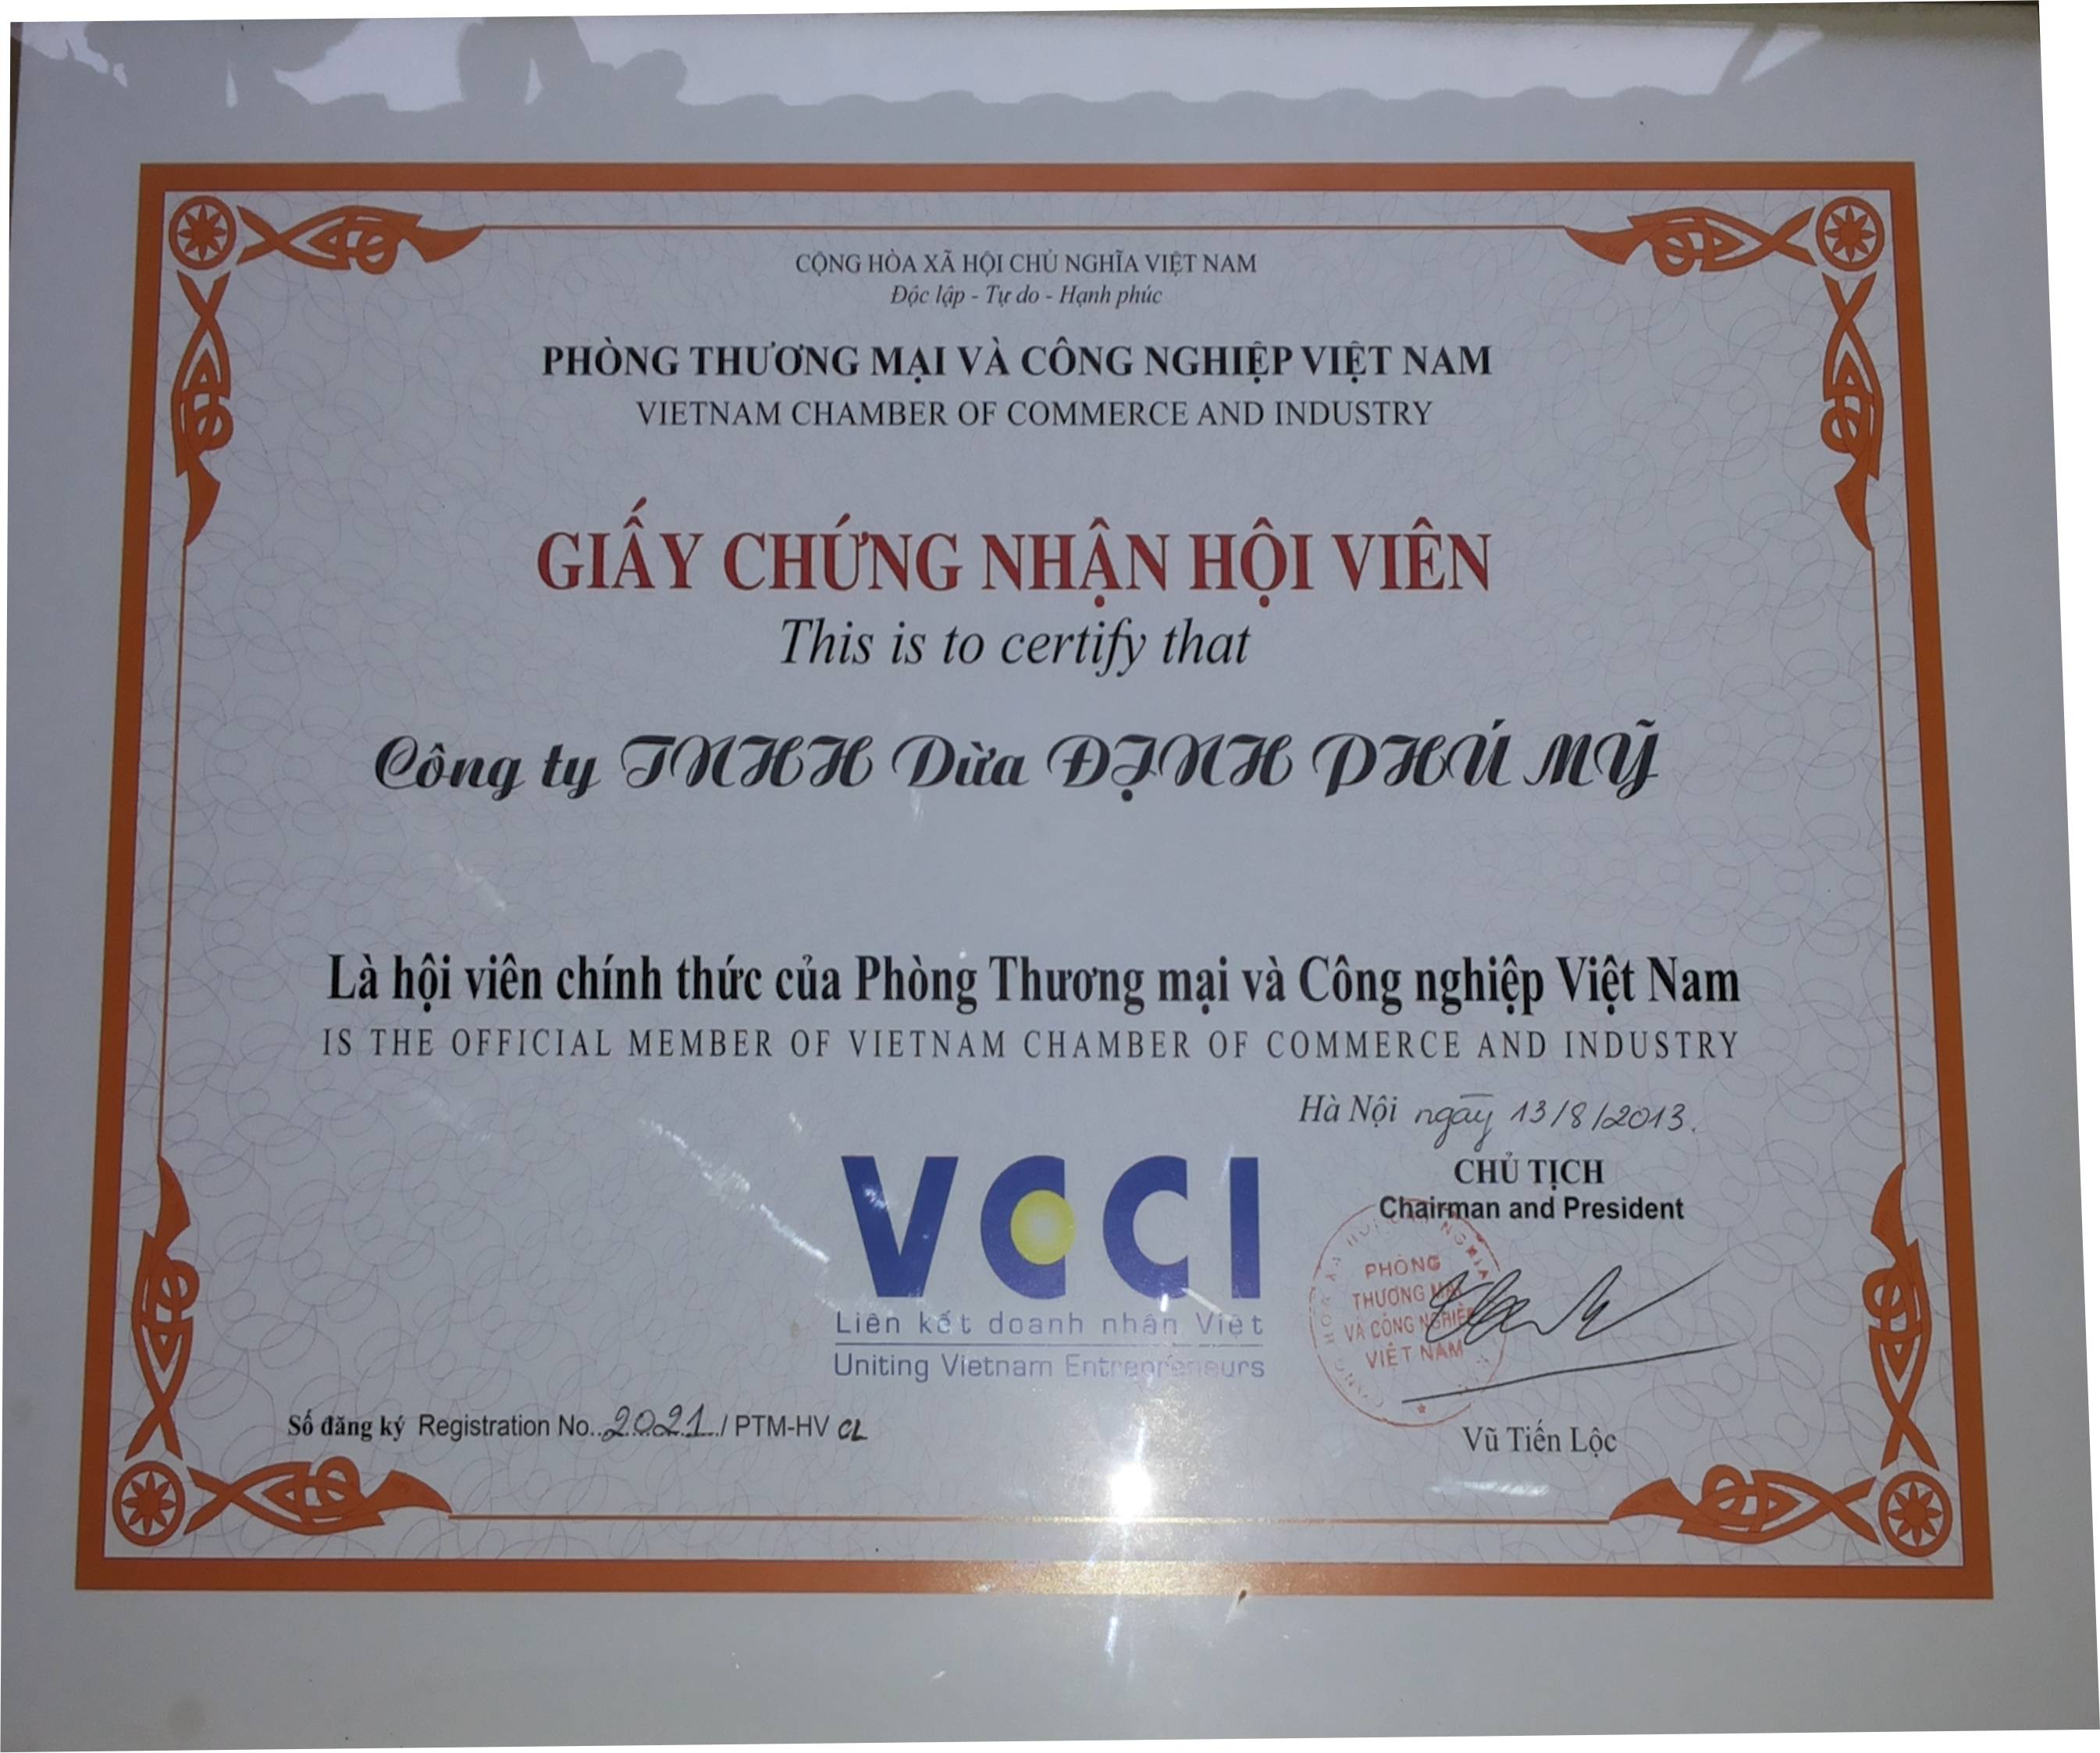 CỘNG HÒA XÃ HỘI CHỦ NGHĨA VIỆT NAM
Độc lập - Tự do - Hạnh phúc
PHÒNG THƯƠNG MẠI VÀ CÔNG NGHIỆP VIỆT NAM
VIETNAM CHAMBER OF COMMERCE AND INDUSTRY
GIẤY CHỨNG NHẬN HỘI VIÊN
This is to certify that
Công ty TNHH Dừa ĐỊNH PHÚ MỸ
Là hội viên chính thức của Phòng Thương mại và Công nghiệp Việt Nam
IS THE OFFICIAL MEMBER OF VIETNAM CHAMBER OF COMMERCE AND INDUSTRY
Hà Nội ngày 13/8/2013.
CHỦ TỊCH
Chairman and President
VCCI
Liên kết doanh nhân Việt
Uniting Vietnam Entrepreneurs
PHÒNG
THƯƠNG MẠI
VÀ CÔNG NGHIỆP
VIỆT NAM
Số đăng ký Registration No..2021./ PTM-HV CL
Vũ Tiến Lộc